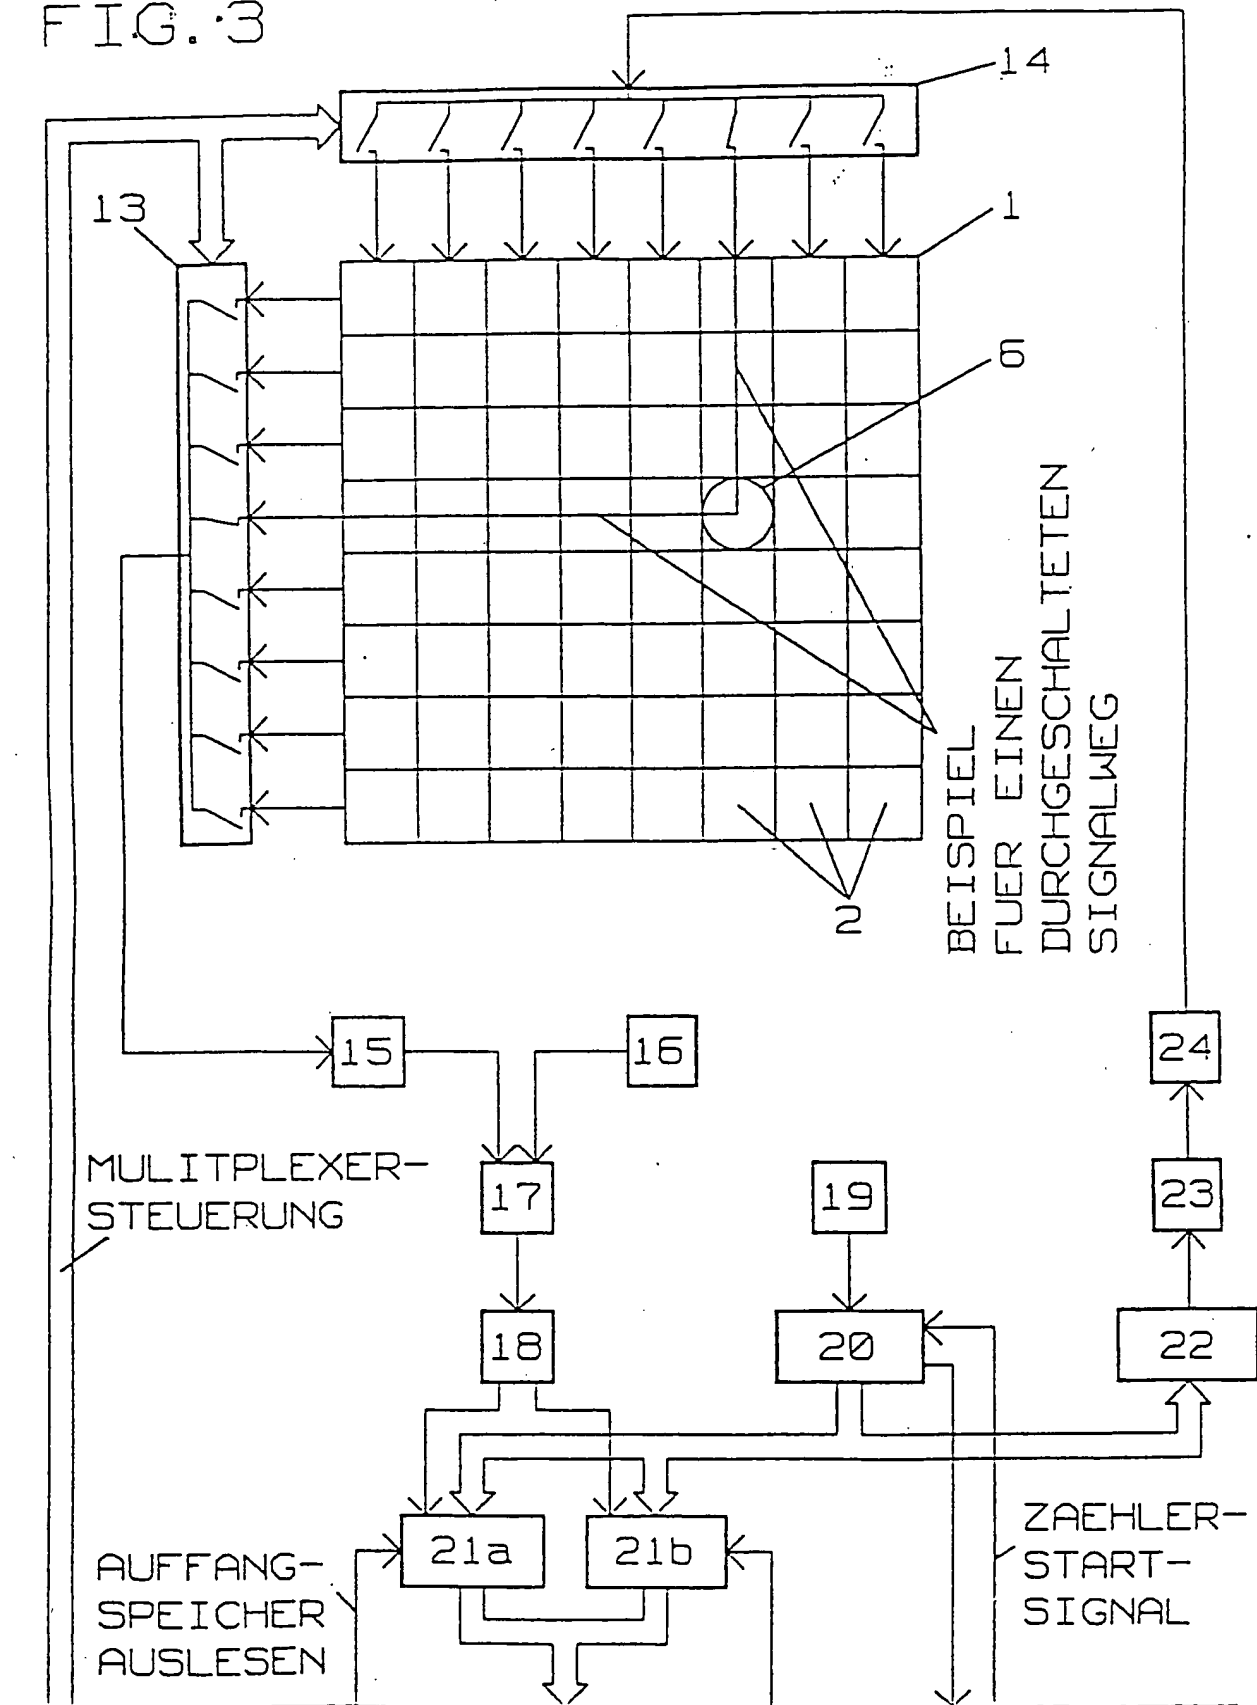 FIG. 3
14
13
1
6
BEISPIEL
FUER EINEN
DURCHGESCHALTETEN
SIGNALWEG
2
15
16
24
MULITPLEXER-
STEUERUNG
17
19
23
18
20
22
21a
21b
AUFFANG-
SPEICHER
AUSLESEN
ZAEHLER-
START-
SIGNAL